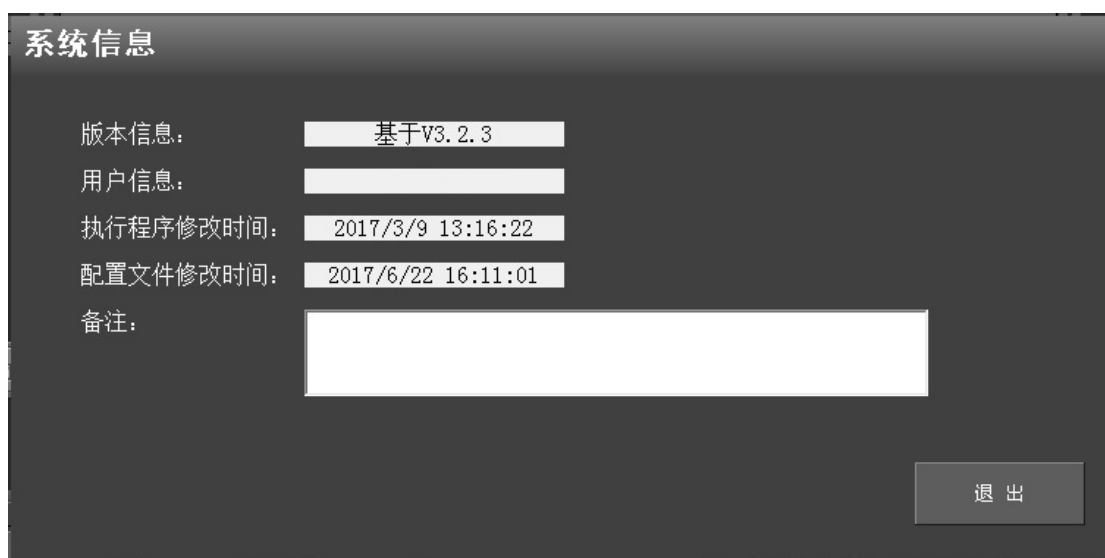 系统信息
版本信息： 基于V3.2.3
用户信息：
执行程序修改时间： 2017/3/9 13:16:22
配置文件修改时间： 2017/6/22 16:11:01
备注：
退 出